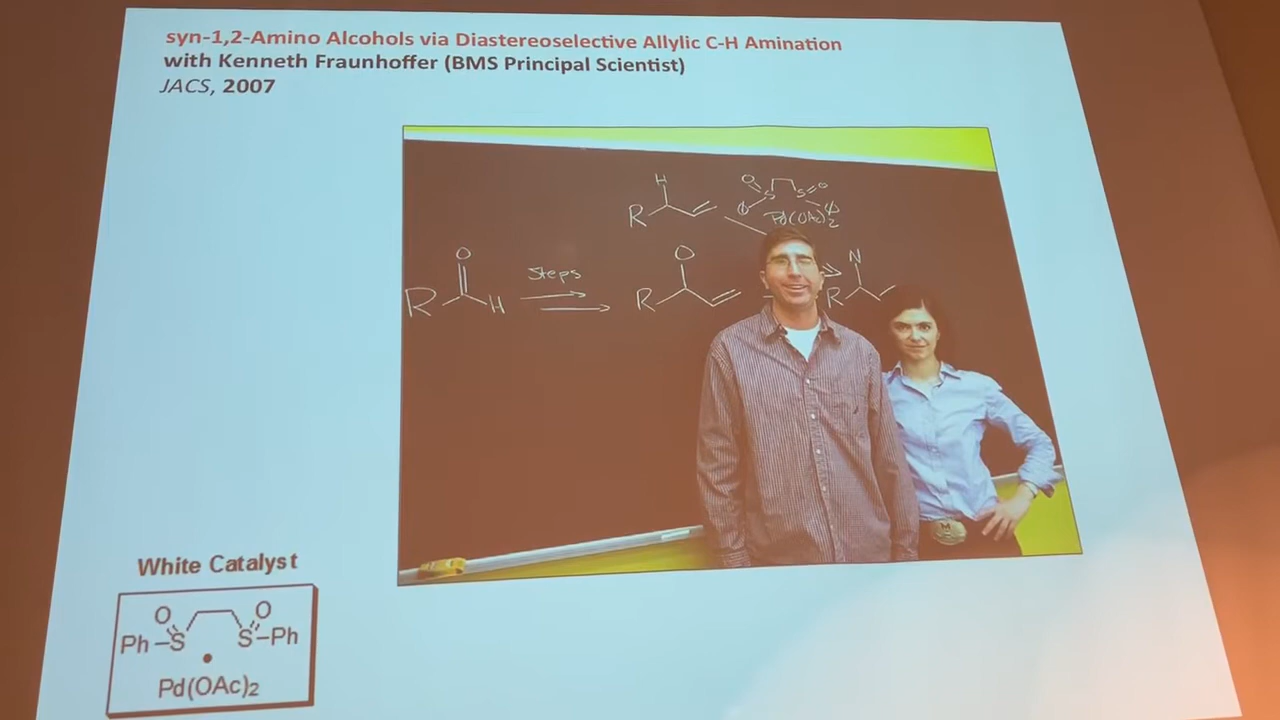 syn-1,2-Amino Alcohols via Diastereoselective Allylic C-H Amination
with Kenneth Fraunhoffer (BMS Principal Scientist)
JACS, 2007
H
O S S O
R
Φ Pd(OAc)2 Φ
O Steps O N
R H R R
M
White Catalyst
O O
Ph-S S-Ph
•
Pd(OAc)2